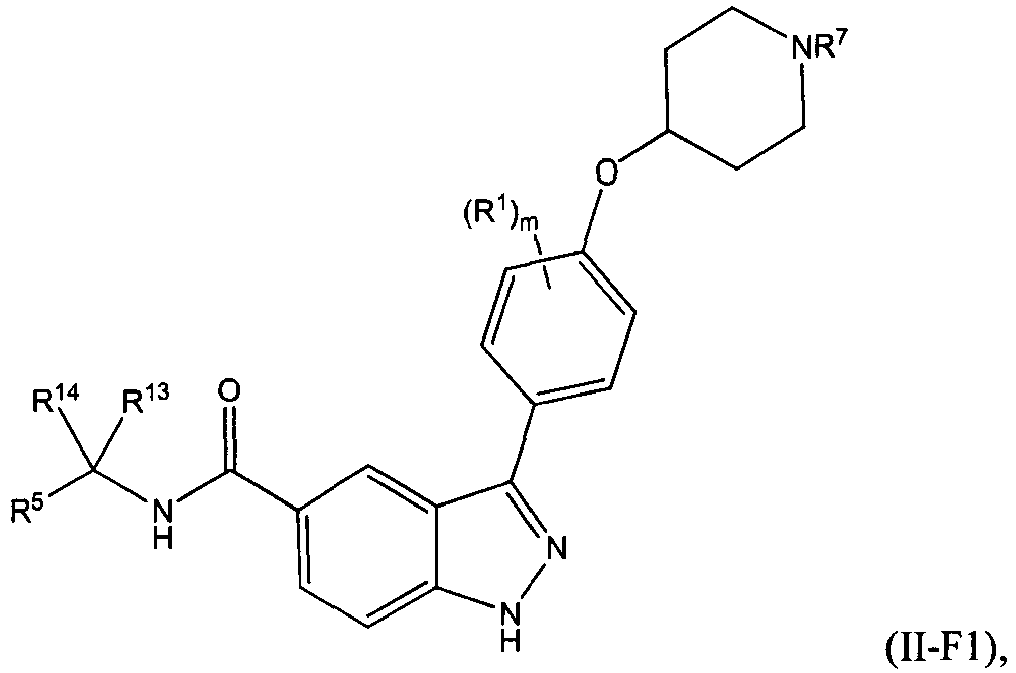 NR⁷
O
(R¹)ₘ
R¹⁴ R¹³ O
R⁵ N
H
N
N
H
(II-F1),